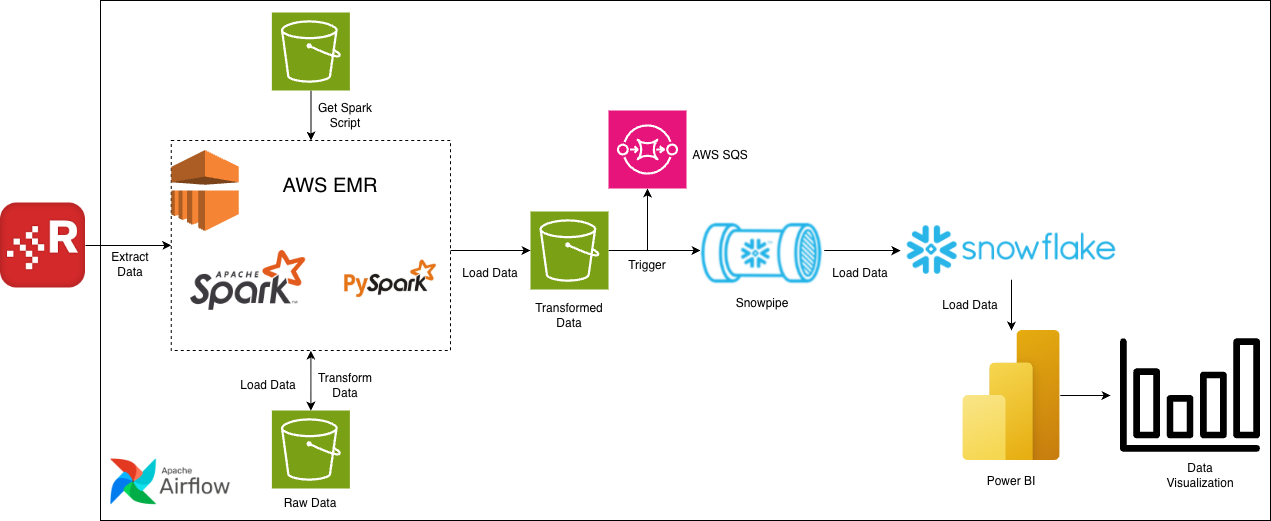 Get Spark
Script
AWS EMR
AWS SQS
R
Extract
Data
APACHE
Spark
TM
PySpark
Load Data
Transformed
Data
Trigger
Snowpipe
Load Data
snowflake
Load Data
Load Data
Transform
Data
Raw Data
Apache
Airflow
Power BI
Data
Visualization